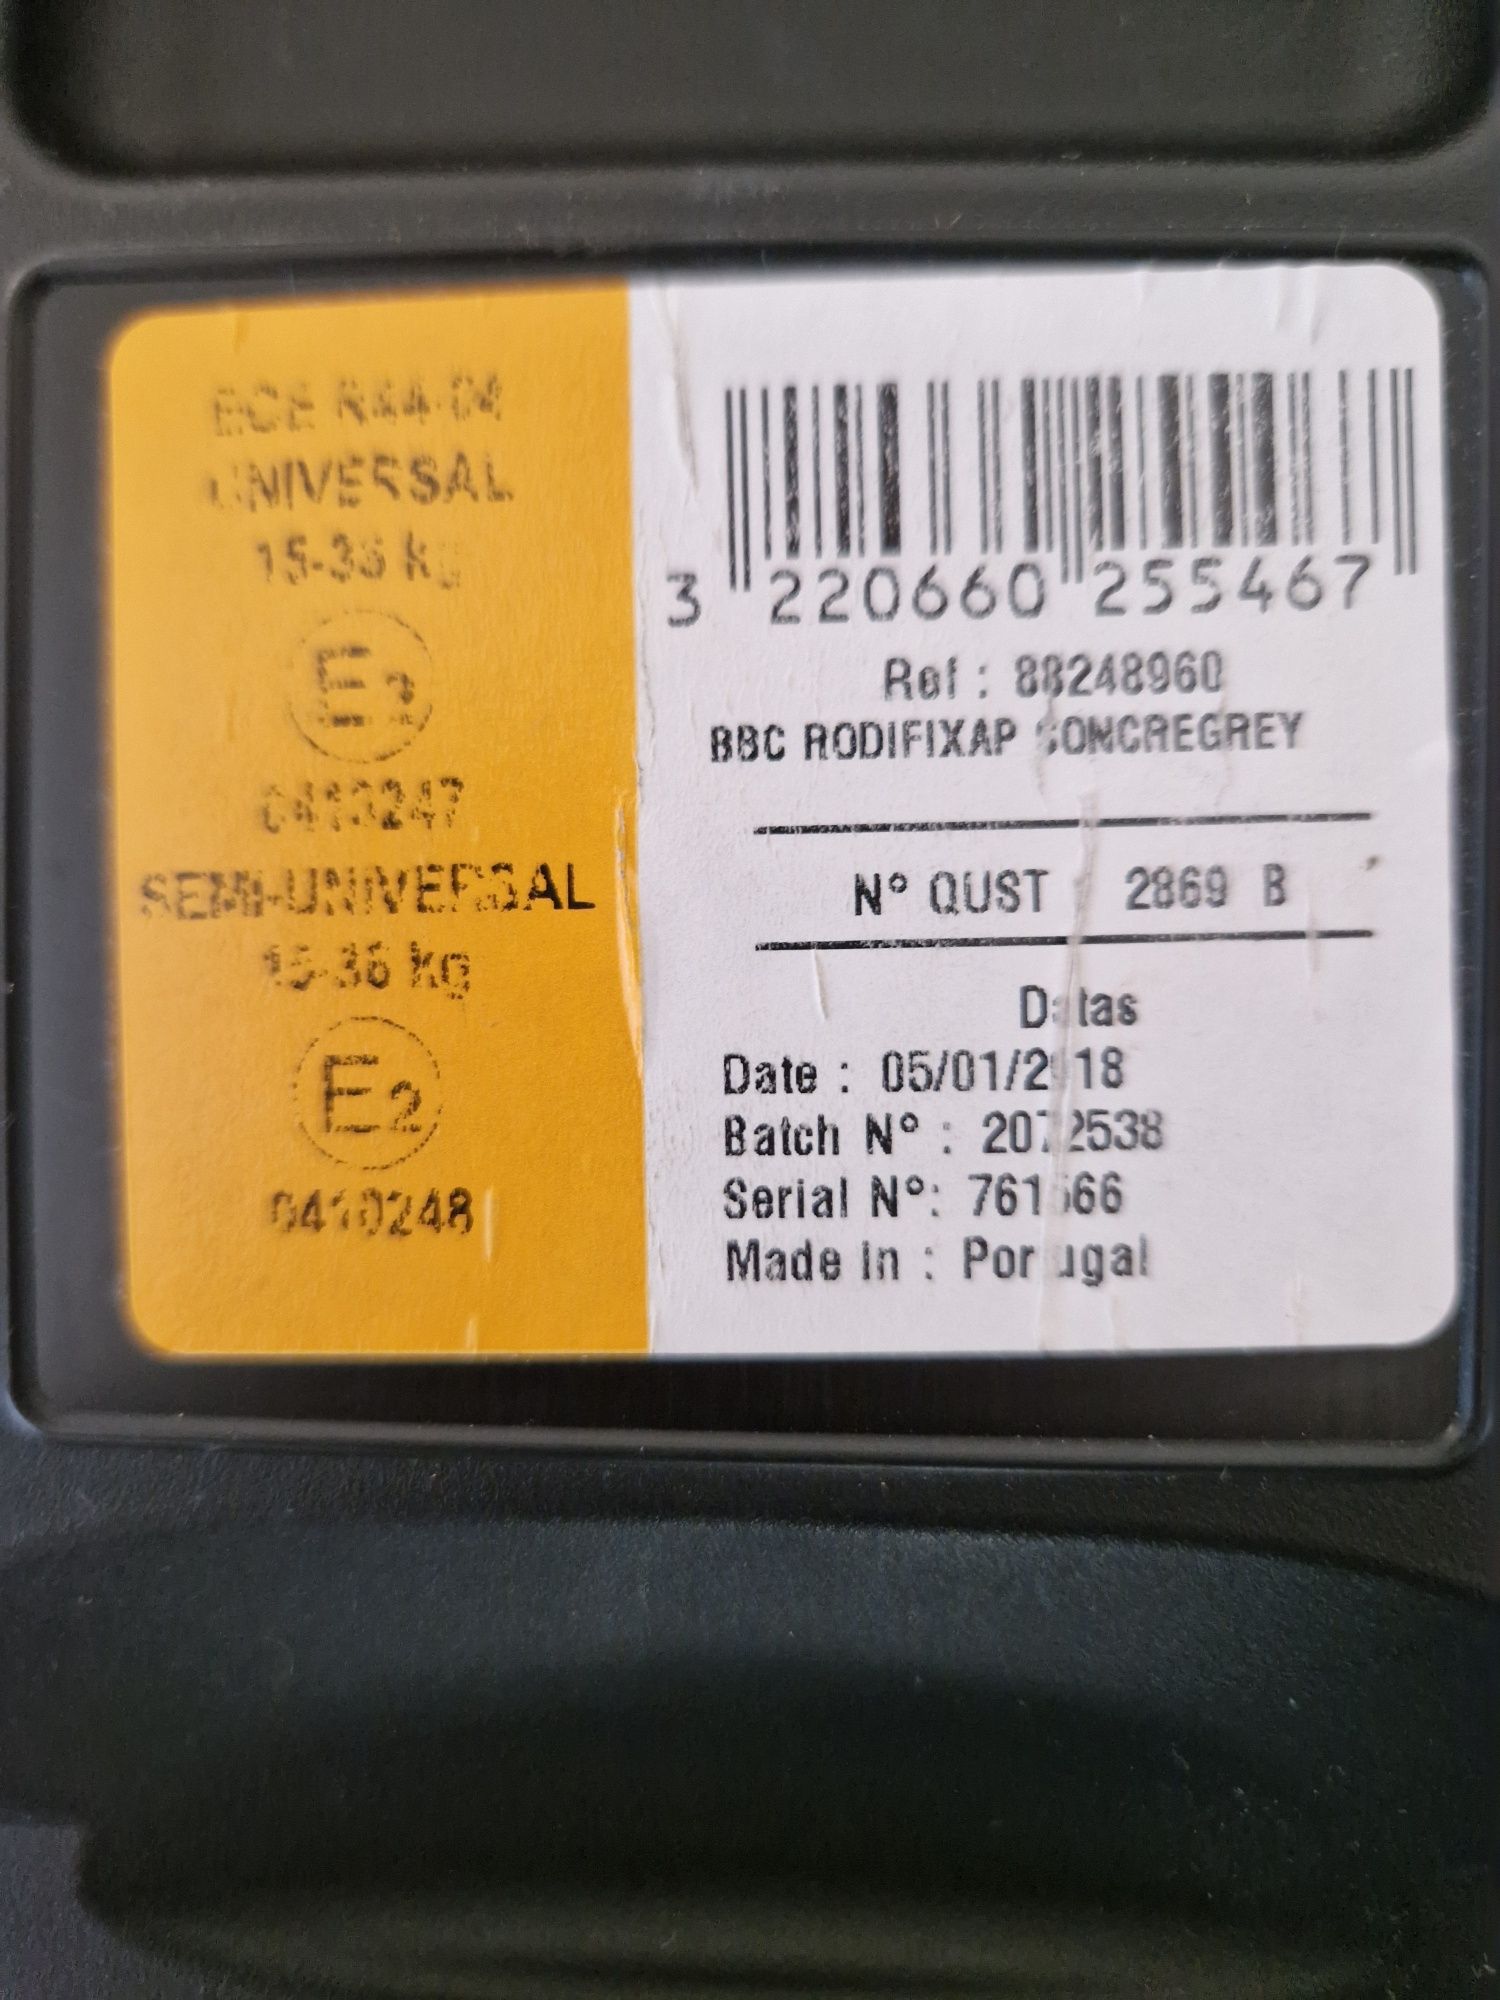 ECE R44-04
UNIVERSAL
15-36 kg
E2
0410247
SEMI-UNIVERSAL
15-36 kg
E2
0410248
3 220660 255467
Ref : 88248960
BBC RODIFIXAP CONCREGREY
N° QUST 2869 B
Datas
Date : 05/01/2018
Batch N° : 2072538
Serial N°:
Made in : Portugal